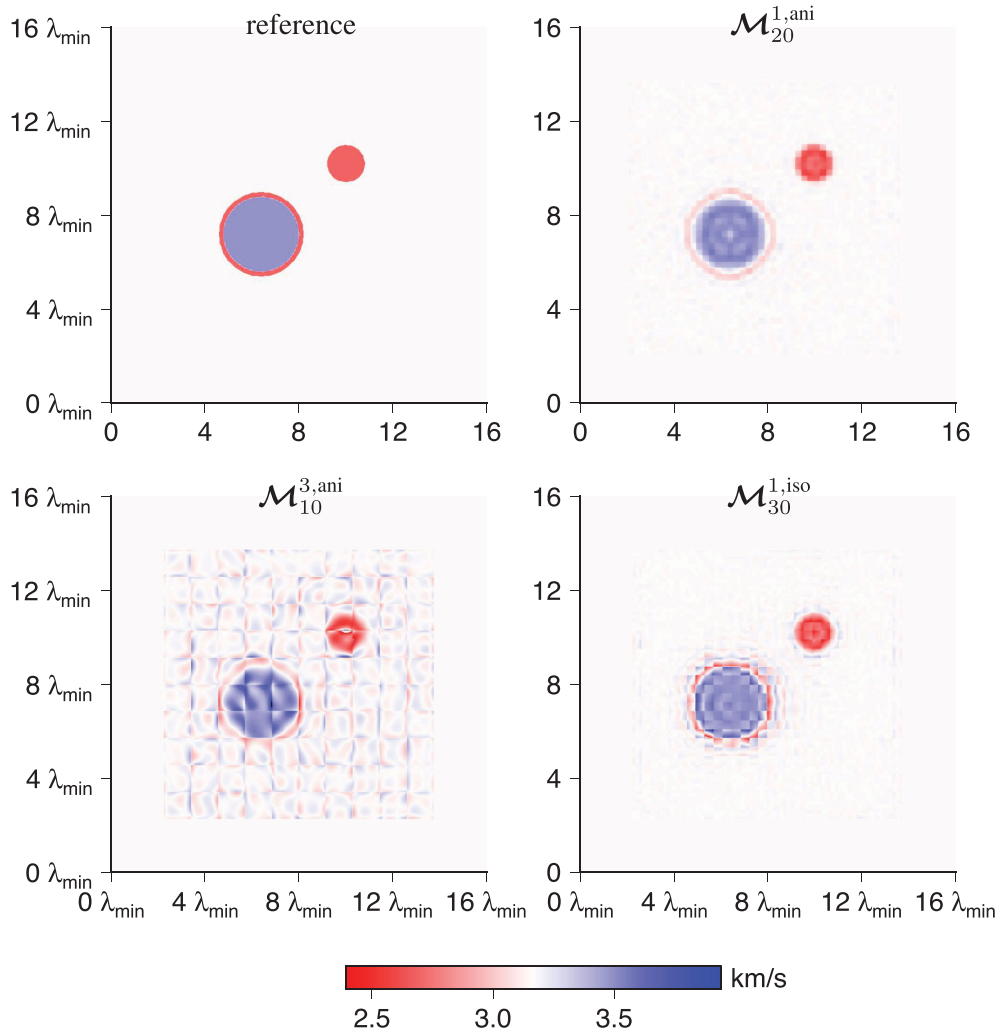 reference
16 λmin
12 λmin
8 λmin
4 λmin
0 λmin
0 4 8 12 16
ℳ 1,ani 20
16
12
8
4
0
0 4 8 12 16
ℳ 3,ani 10
16 λmin
12 λmin
8 λmin
4 λmin
0 λmin
0 λmin 4 λmin 8 λmin 12 λmin 16 λmin
ℳ 1,iso 30
16
12
8
4
0
0 λmin 4 λmin 8 λmin 12 λmin 16 λmin
km/s
2.5 3.0 3.5